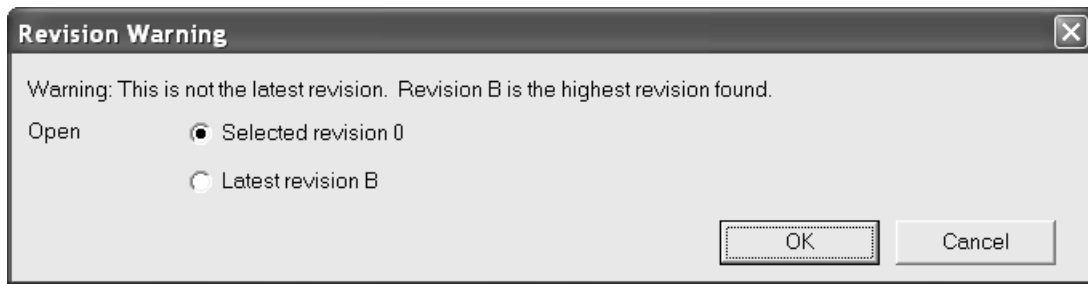 Revision Warning
Warning: This is not the latest revision. Revision B is the highest revision found.
Open Selected revision 0
Latest revision B
OK Cancel